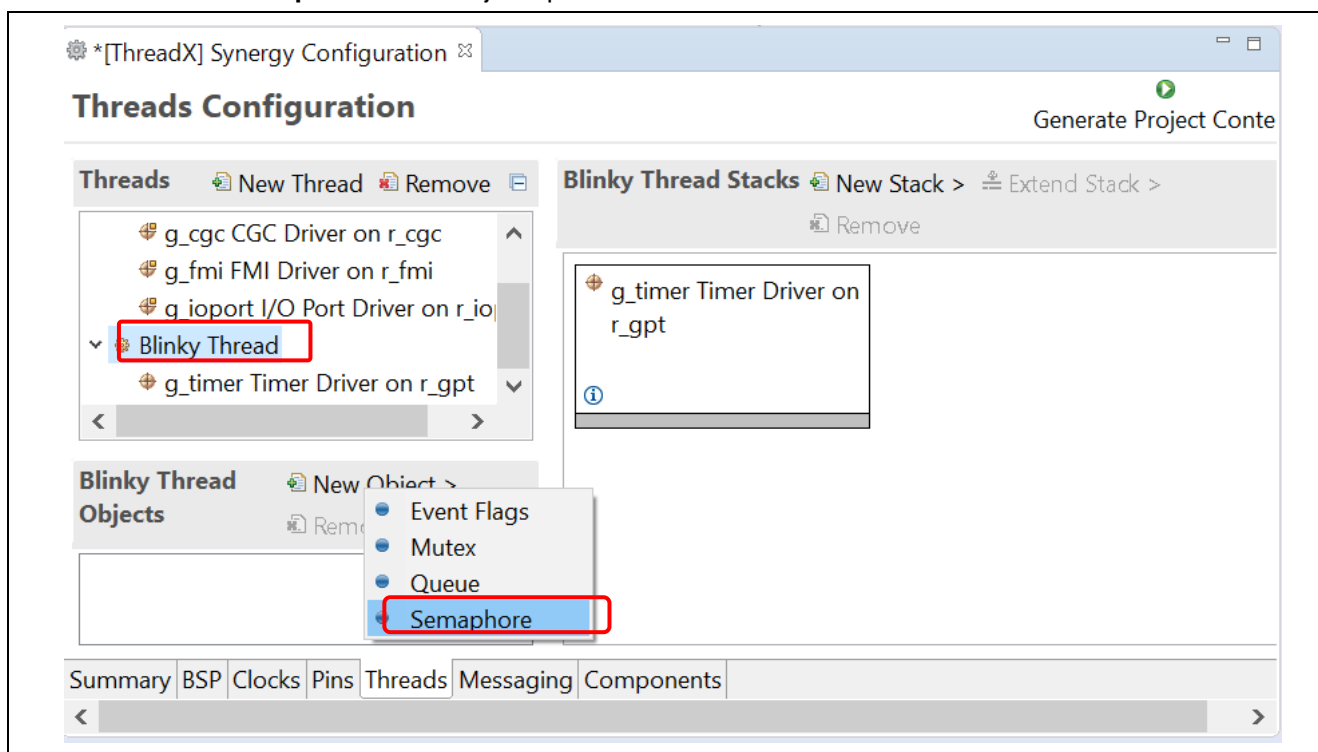 *[ThreadX] Synergy Configuration
Threads Configuration
Generate Project Conte
Threads New Thread Remove
g_cgc CGC Driver on r_cgc
g_fmi FMI Driver on r_fmi
g_ioport I/O Port Driver on r_io
Blinky Thread
g_timer Timer Driver on r_gpt
Blinky Thread Stacks New Stack > Extend Stack >
Remove
g_timer Timer Driver on
r_gpt
Blinky Thread
Objects
New Object >
Remo
Event Flags
Mutex
Queue
Semaphore
Summary BSP Clocks Pins Threads Messaging Components